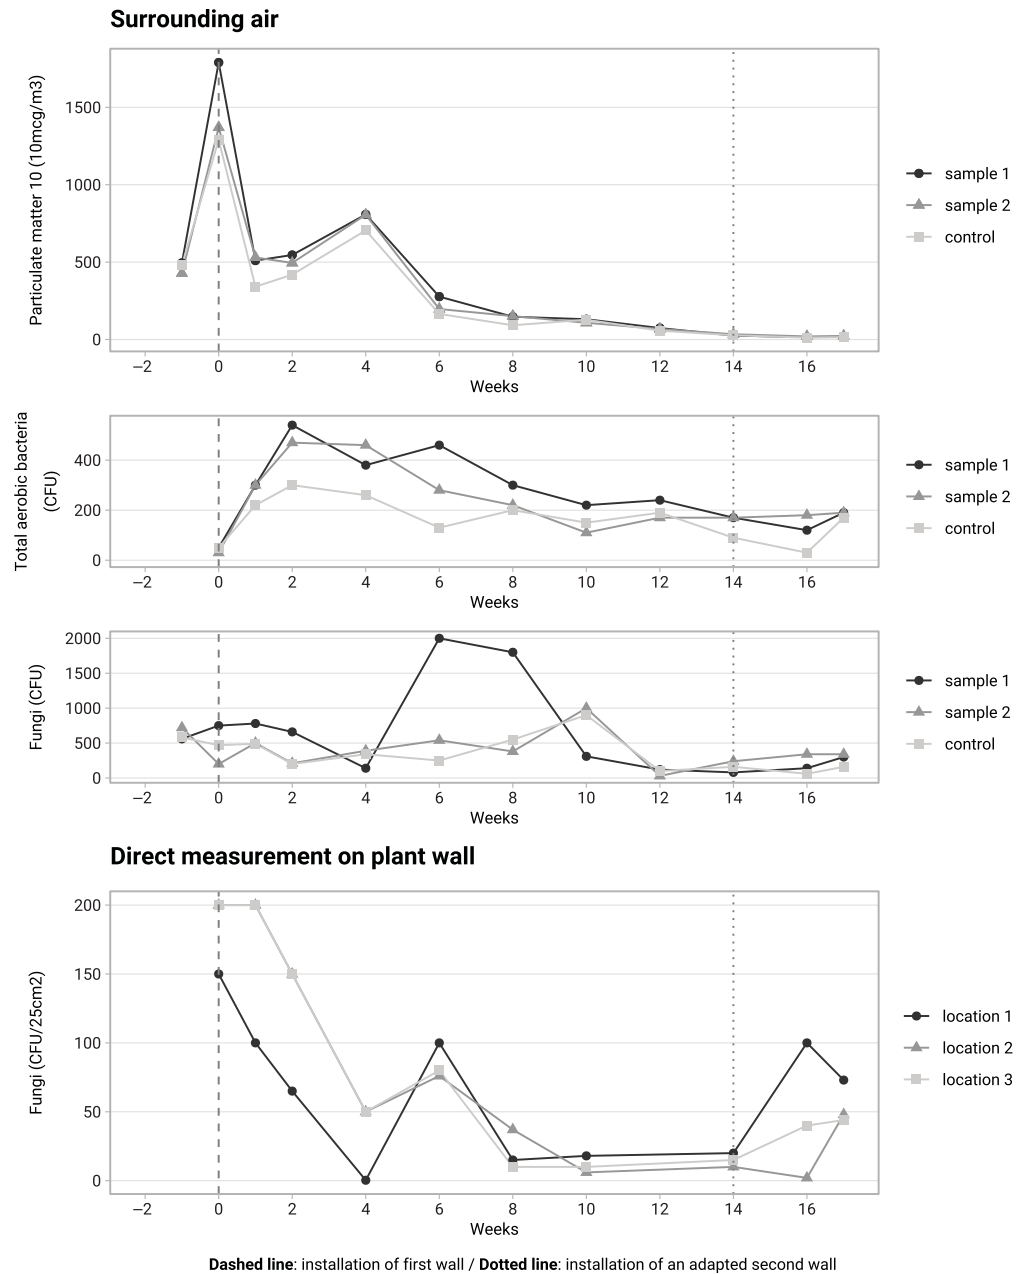 Surrounding air
Particulate matter 10 (10mcg/m3)
1500
1000
500
0
−2 0 2 4 6 8 10 12 14 16
Weeks
sample 1
sample 2
control
Total aerobic bacteria
(CFU)
400
200
0
−2 0 2 4 6 8 10 12 14 16
Weeks
sample 1
sample 2
control
Fungi (CFU)
2000
1500
1000
500
0
−2 0 2 4 6 8 10 12 14 16
Weeks
sample 1
sample 2
control
Direct measurement on plant wall
Fungi (CFU/25cm2)
200
150
100
50
0
−2 0 2 4 6 8 10 12 14 16
Weeks
location 1
location 2
location 3
Dashed line: installation of first wall / Dotted line: installation of an adapted second wall